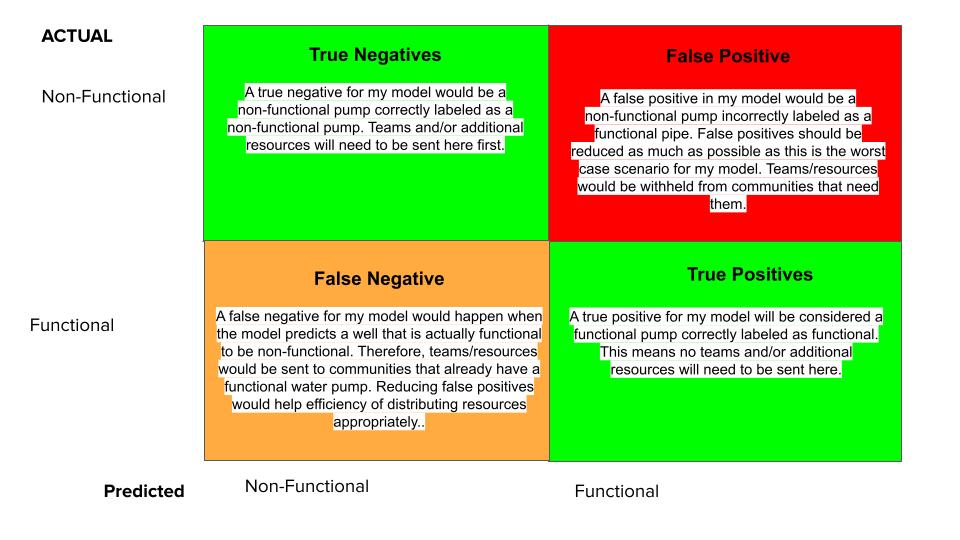 ACTUAL
Non-Functional
True Negatives
A true negative for my model would be a
non-functional pump correctly labeled as a
non-functional pump. Teams and/or additional
resources will need to be sent here first.
False Positive
A false positive in my model would be a
non-functional pump incorrectly labeled as a
functional pipe. False positives should be
reduced as much as possible as this is the worst
case scenario for my model. Teams/resources
would be withheld from communities that need
them.
Functional
False Negative
A false negative for my model would happen when
the model predicts a well that is actually functional
to be non-functional. Therefore, teams/resources
would be sent to communities that already have a
functional water pump. Reducing false positives
would help efficiency of distributing resources
appropriately..
True Positives
A true positive for my model will be considered a
functional pump correctly labeled as functional.
This means no teams and/or additional
resources will need to be sent here.
Predicted
Non-Functional
Functional